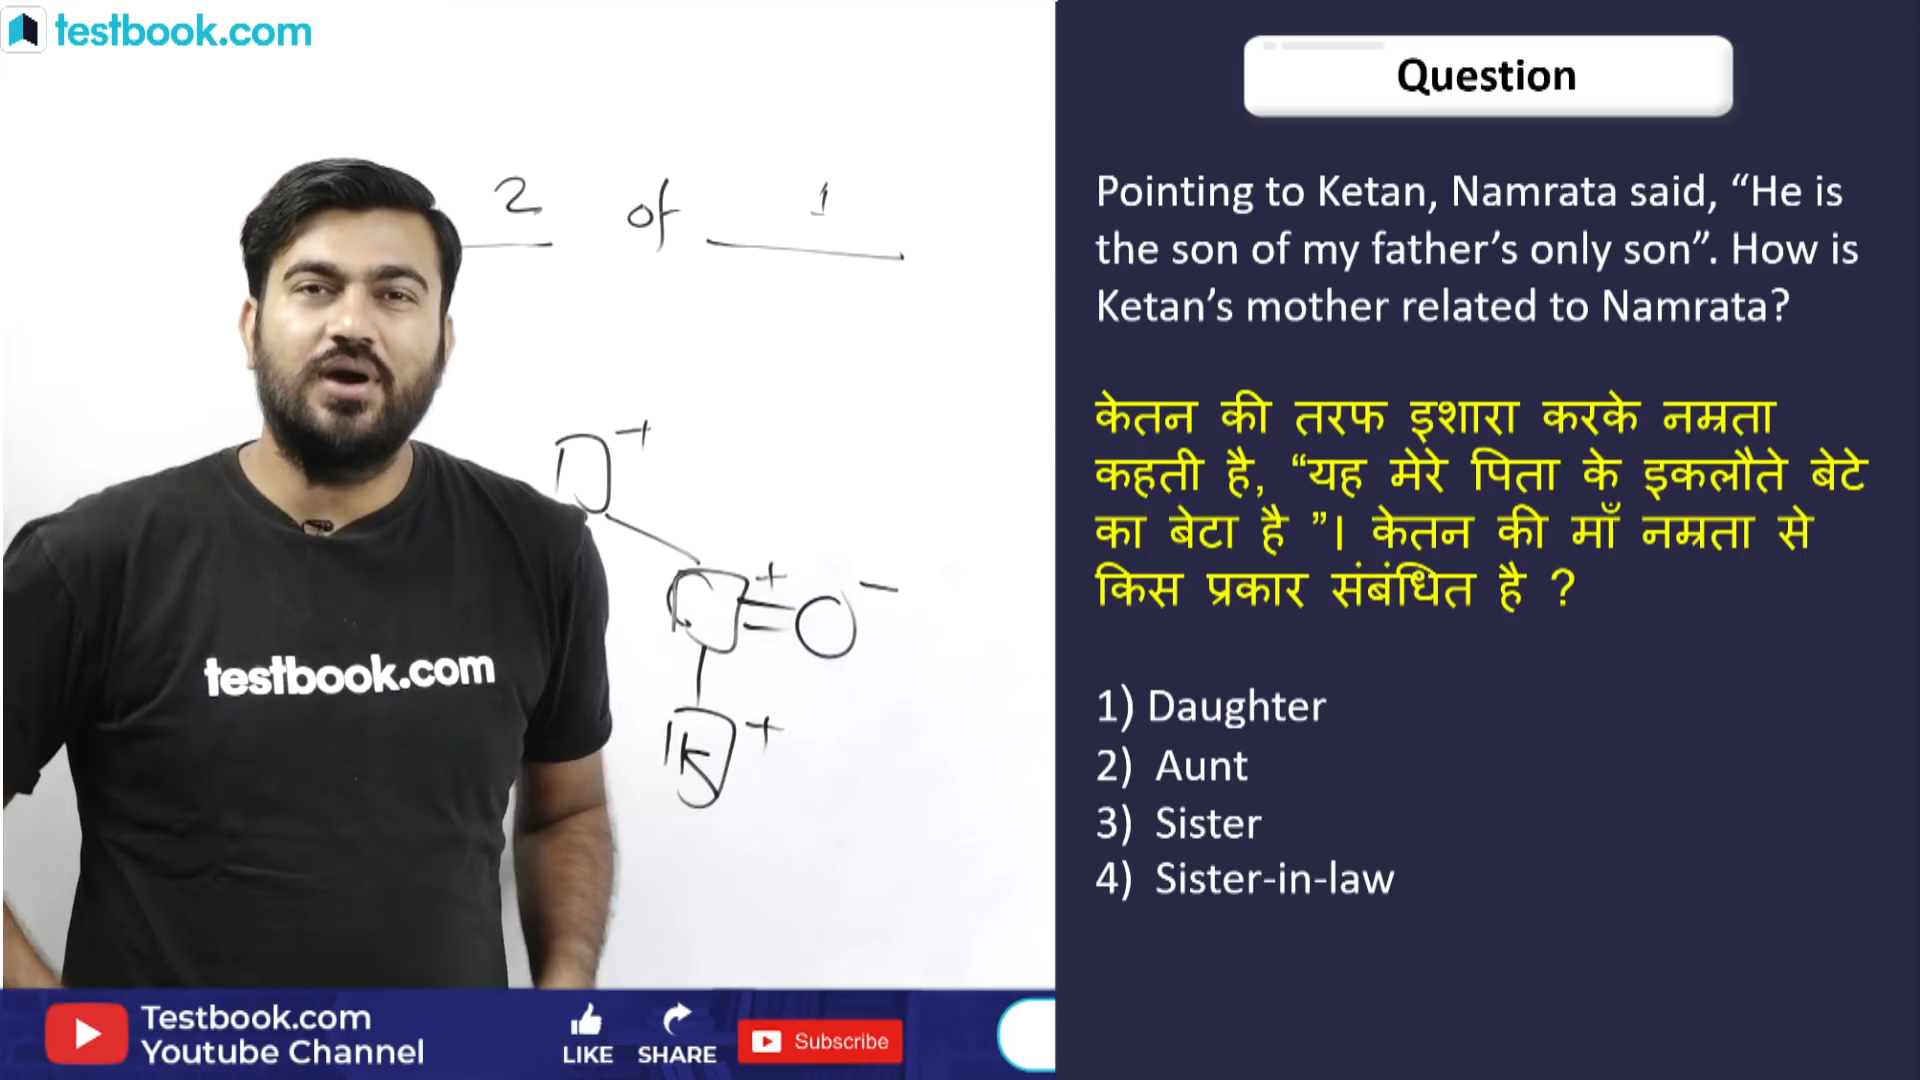 testbook.com
Question
2 of 1
Pointing to Ketan, Namrata said, “He is
the son of my father’s only son”. How is
Ketan’s mother related to Namrata?
केतन की तरफ इशारा करके नम्रता
कहती है, “यह मेरे पिता के इकलौते बेटे
का बेटा है ”। केतन की माँ नम्रता से
किस प्रकार संबंधित है ?
1) Daughter
2) Aunt
3) Sister
4) Sister-in-law
+
+ = -
K +
testbook.com
Testbook.com
Youtube Channel
LIKE
SHARE
Subscribe